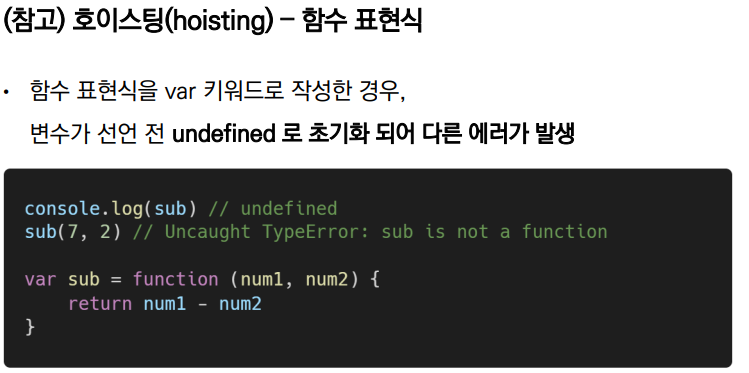 (참고) 호이스팅(hoisting) – 함수 표현식
• 함수 표현식을 var 키워드로 작성한 경우,
변수가 선언 전 undefined 로 초기화 되어 다른 에러가 발생
console.log(sub) // undefined
sub(7, 2) // Uncaught TypeError: sub is not a function
var sub = function (num1, num2) {
    return num1 - num2
}